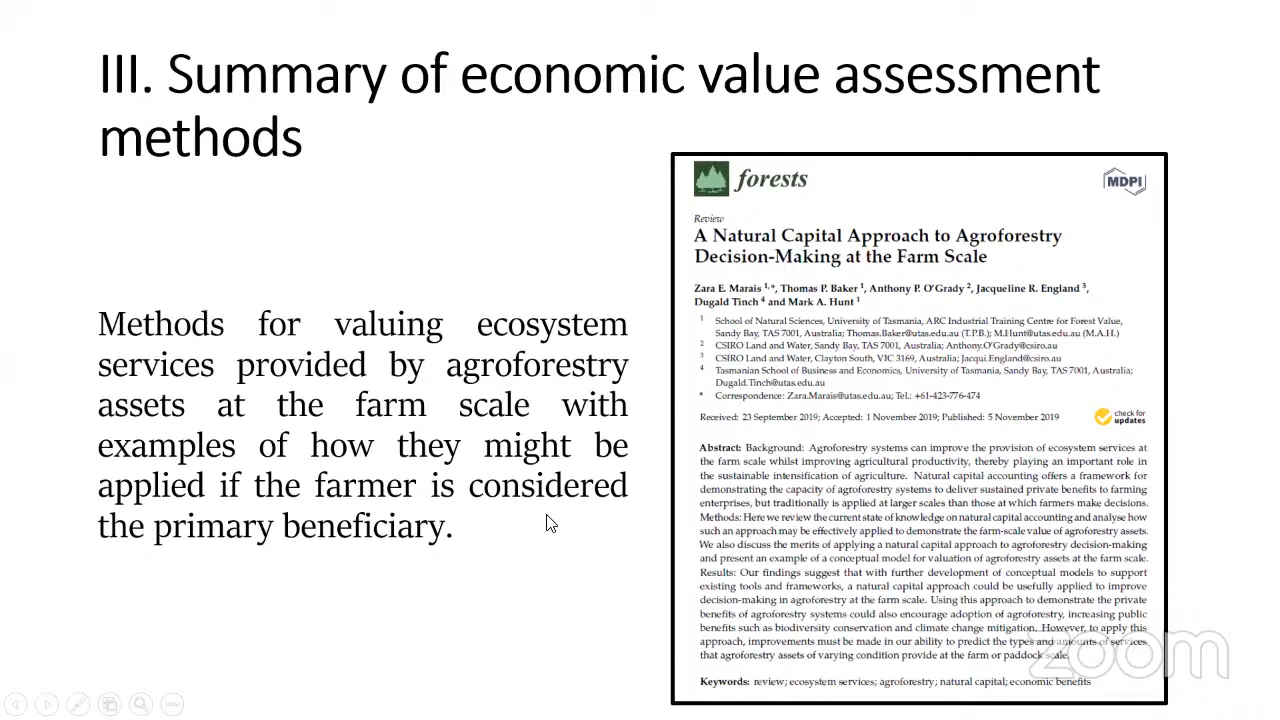 III. Summary of economic value assessment
methods
Methods for valuing ecosystem
services provided by agroforestry
assets at the farm scale with
examples of how they might be
applied if the farmer is considered
the primary beneficiary.
forests
MDPI
Review
A Natural Capital Approach to Agroforestry
Decision-Making at the Farm Scale
Zara E. Marais 1,*, Thomas P. Baker 1, Anthony P. O'Grady 2, Jacqueline R. England 3,
Dugald Tinch 4 and Mark A. Hunt 1
1 School of Natural Sciences, University of Tasmania, ARC Industrial Training Centre for Forest Value,
Sandy Bay, TAS 7001, Australia; Thomas.Baker@utas.edu.au (T.P.B.); M.Hunt@utas.edu.au (M.A.H.)
2 CSIRO Land and Water, Sandy Bay, TAS 7001, Australia; Anthony.O'Grady@csiro.au
3 CSIRO Land and Water, Clayton South, VIC 3169, Australia; Jacqui.England@csiro.au
4 Tasmanian School of Business and Economics, University of Tasmania, Sandy Bay, TAS 7001, Australia;
Dugald.Tinch@utas.edu.au
* Correspondence: Zara.Marais@utas.edu.au; Tel.: +61-423-776-474
Received: 23 September 2019; Accepted: 1 November 2019; Published: 5 November 2019
check for
updates
Abstract: Background: Agroforestry systems can improve the provision of ecosystem services at
the farm scale whilst improving agricultural productivity, thereby playing an important role in
the sustainable intensification of agriculture. Natural capital accounting offers a framework for
demonstrating the capacity of agroforestry systems to deliver sustained private benefits to farming
enterprises, but traditionally is applied at larger scales than those at which farmers make decisions.
Methods: Here we review the current state of knowledge on natural capital accounting and analyse how
such an approach may be effectively applied to demonstrate the farm-scale value of agroforestry assets.
We also discuss the merits of applying a natural capital approach to agroforestry decision-making
and present an example of a conceptual model for valuation of agroforestry assets at the farm scale.
Results: Our findings suggest that with further development of conceptual models to support
existing tools and frameworks, a natural capital approach could be usefully applied to improve
decision-making in agroforestry at the farm scale. Using this approach to demonstrate the private
benefits of agroforestry systems could also encourage adoption of agroforestry, increasing public
benefits such as biodiversity conservation and climate change mitigation. However, to apply this
approach, improvements must be made in our ability to predict the types and amounts of services
that agroforestry assets of varying condition provide at the farm or paddock scale.
Keywords: review; ecosystem services; agroforestry; natural capital; economic benefits
zoom